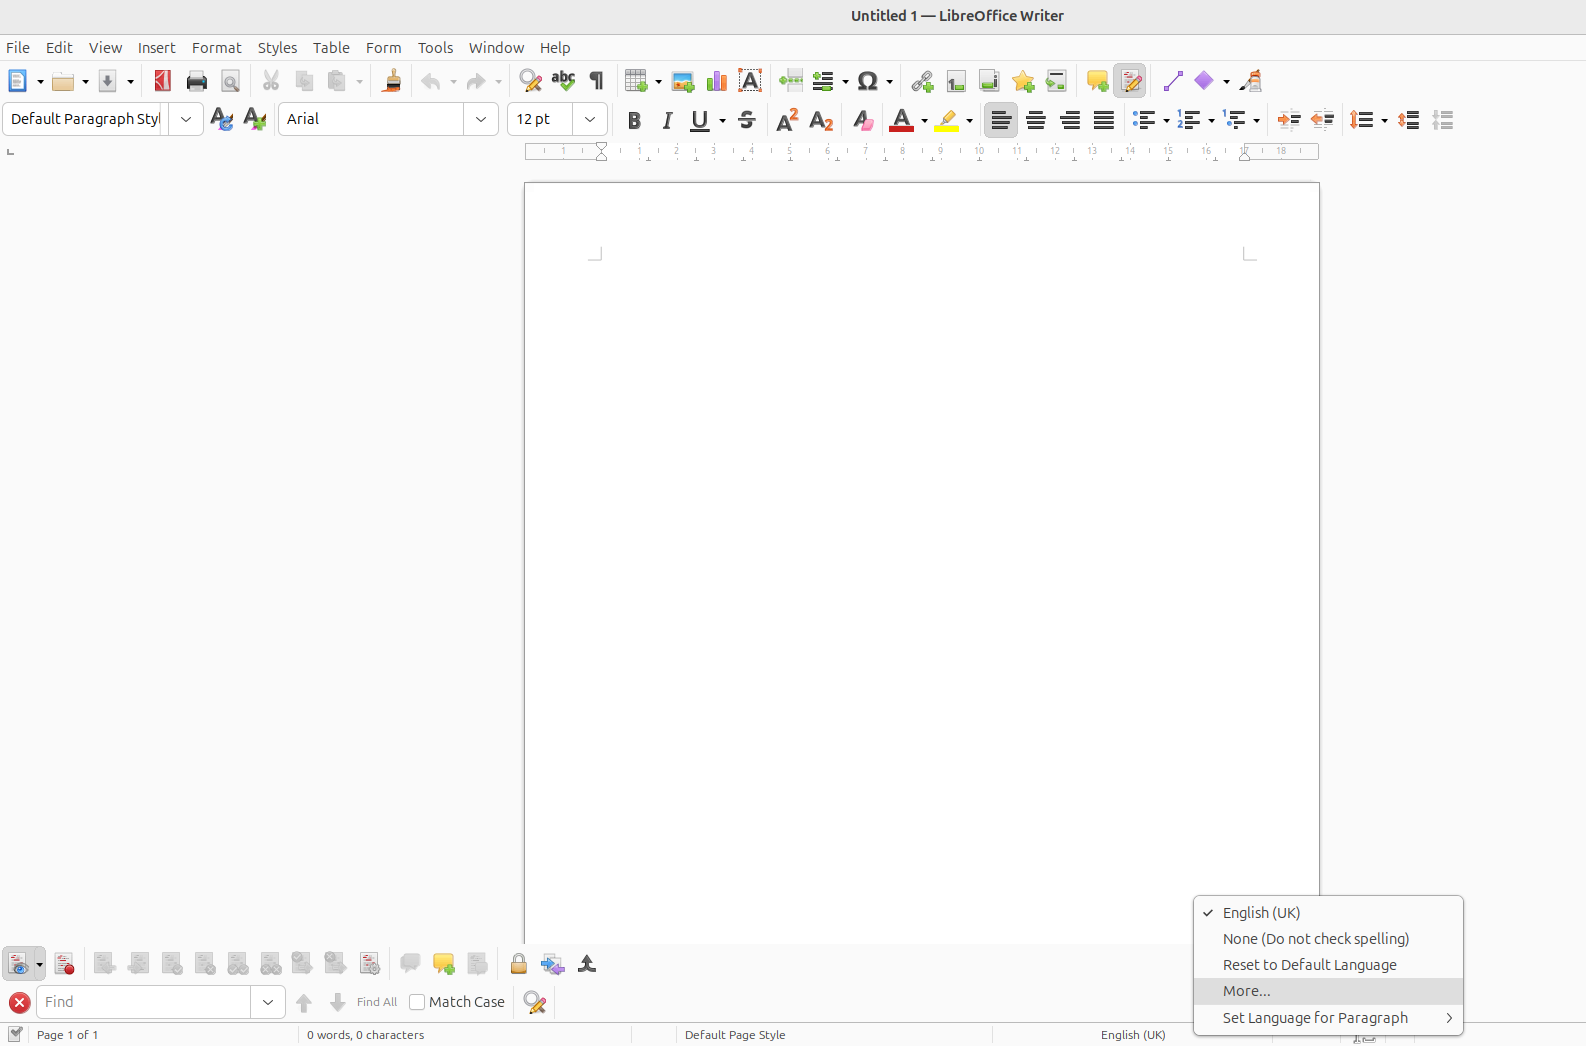 Untitled 1 — LibreOffice Writer
File Edit View Insert Format Styles Table Form Tools Window Help
Default Paragraph Styl Arial 12 pt
1 1 2 3 4 5 6 7 8 9 10 11 12 13 14 15 16 17 18
English (UK)
None (Do not check spelling)
Reset to Default Language
More...
Set Language for Paragraph
Find Find All Match Case
Page 1 of 1 0 words, 0 characters Default Page Style English (UK)